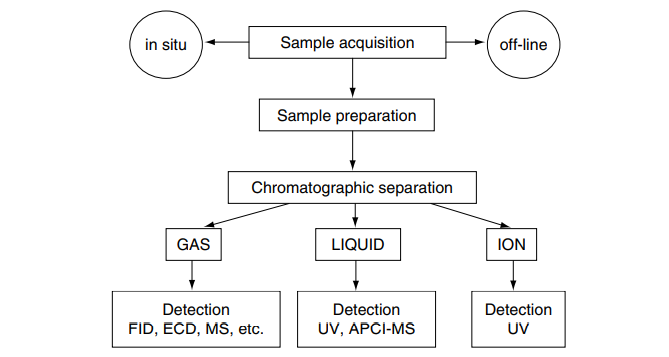 in situ
Sample acquisition
off-line
Sample preparation
Chromatographic separation
GAS
LIQUID
ION
Detection
FID, ECD, MS, etc.
Detection
UV, APCI-MS
Detection
UV